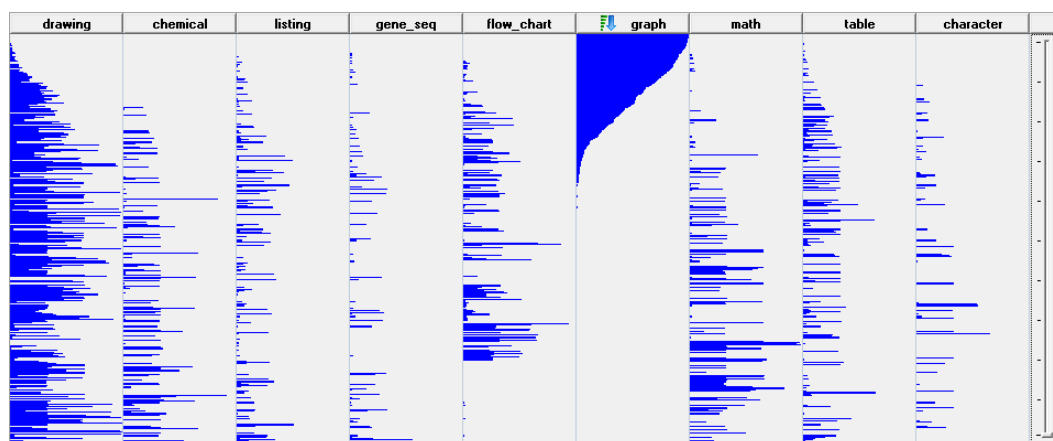 drawing chemical listing gene_seq flow_chart graph math table character